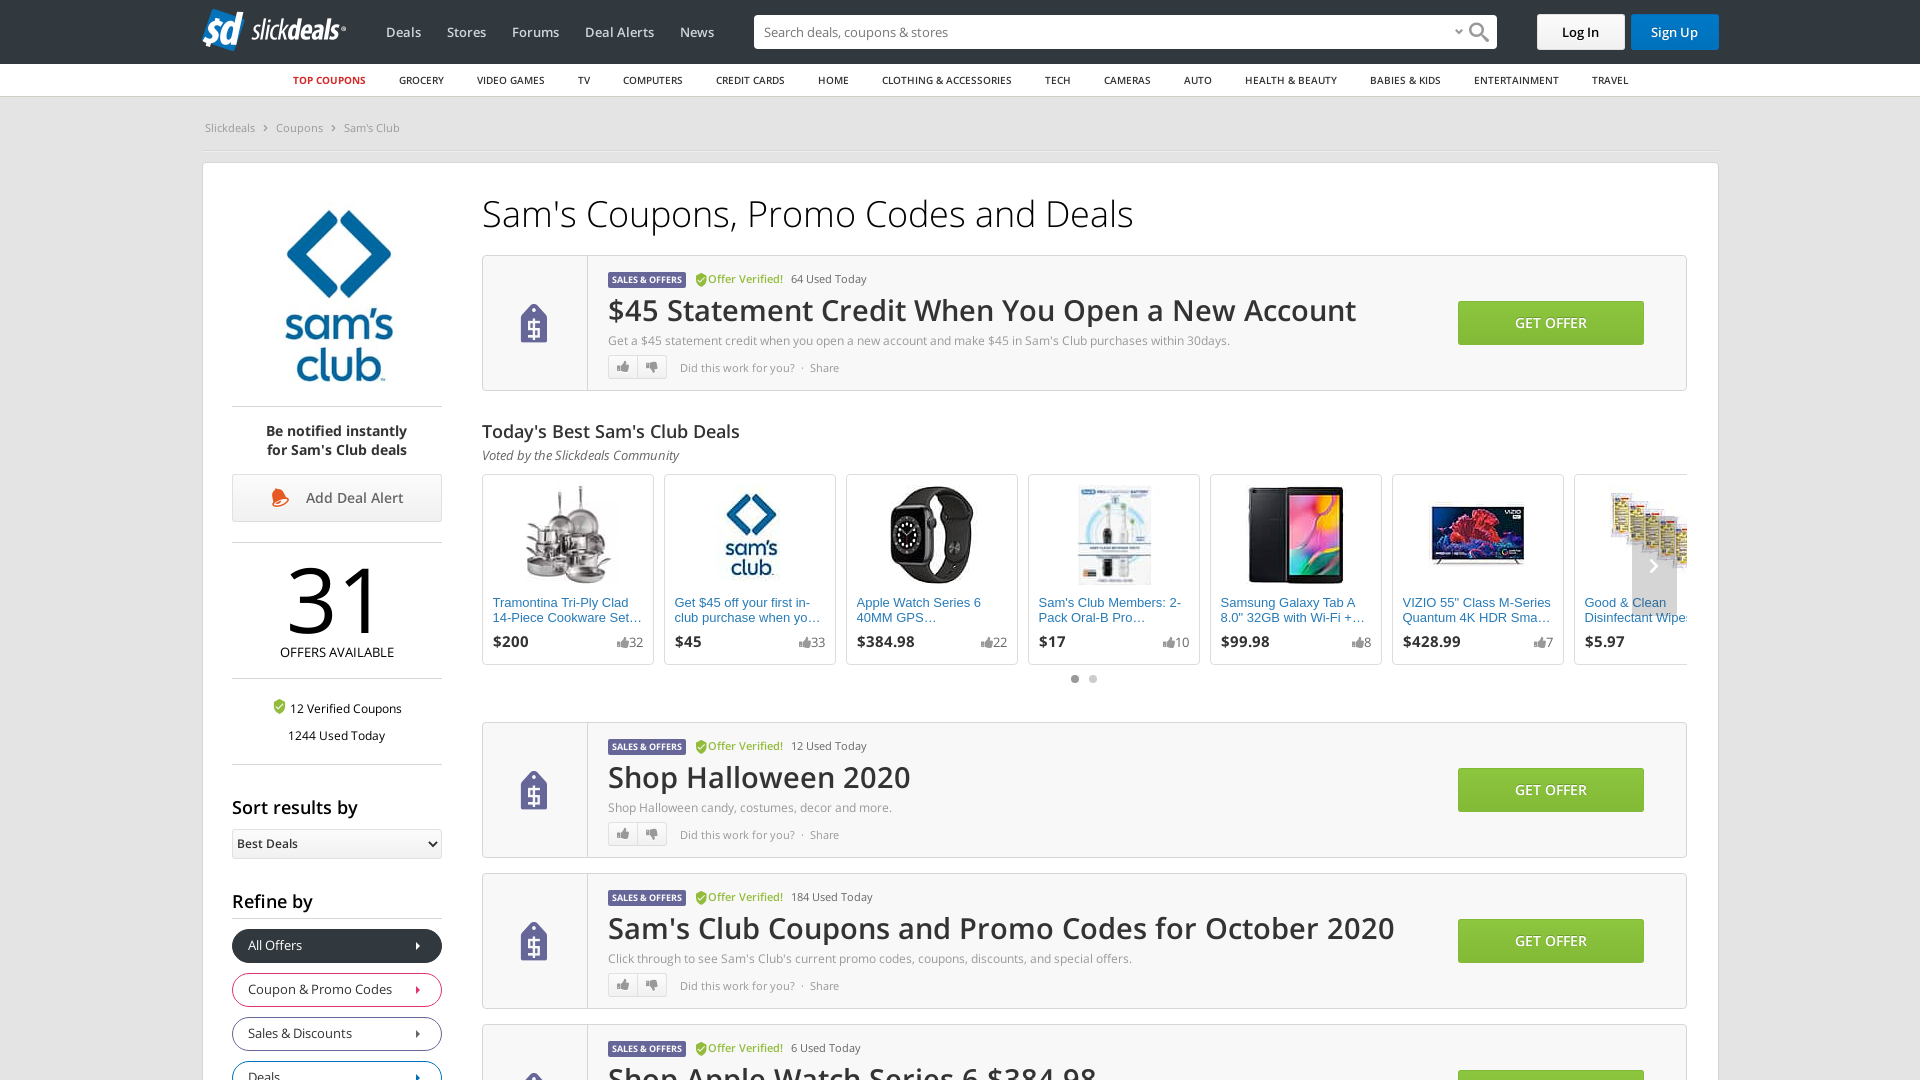 sd slickdeals
Deals
Stores
Forums
Deal Alerts
News
Search deals, coupons & stores
Log In
Sign Up
TOP COUPONS
GROCERY
VIDEO GAMES
TV
COMPUTERS
CREDIT CARDS
HOME
CLOTHING & ACCESSORIES
TECH
CAMERAS
AUTO
HEALTH & BEAUTY
BABIES & KIDS
ENTERTAINMENT
TRAVEL
Slickdeals > Coupons > Sam's Club
sam's
club
Be notified instantly
for Sam's Club deals
Add Deal Alert
31
OFFERS AVAILABLE
12 Verified Coupons
1244 Used Today
Sort results by
Best Deals
Refine by
All Offers
Coupon & Promo Codes
Sales & Discounts
Deals
Sam's Coupons, Promo Codes and Deals
SALES & OFFERS Offer Verified! 64 Used Today
$45 Statement Credit When You Open a New Account
Get a $45 statement credit when you open a new account and make $45 in Sam's Club purchases within 30days.
Did this work for you? · Share
GET OFFER
Today's Best Sam's Club Deals
Voted by the Slickdeals Community
Tramontina Tri-Ply Clad
14-Piece Cookware Set…
$200 32
sam's
club
Get $45 off your first in-
club purchase when yo…
$45 33
Apple Watch Series 6
40MM GPS…
$384.98 22
Sam's Club Members: 2-
Pack Oral-B Pro…
$17 10
Samsung Galaxy Tab A
8.0" 32GB with Wi-Fi +…
$99.98 8
VIZIO
VIZIO 55" Class M-Series
Quantum 4K HDR Sma…
$428.99 7
Good & Clean
Disinfectant Wipes
$5.97
SALES & OFFERS Offer Verified! 12 Used Today
Shop Halloween 2020
Shop Halloween candy, costumes, decor and more.
Did this work for you? · Share
GET OFFER
SALES & OFFERS Offer Verified! 184 Used Today
Sam's Club Coupons and Promo Codes for October 2020
Click through to see Sam's Club's current promo codes, coupons, discounts, and special offers.
Did this work for you? · Share
GET OFFER
SALES & OFFERS Offer Verified! 6 Used Today
Shop Apple Watch Series 6 $384.98